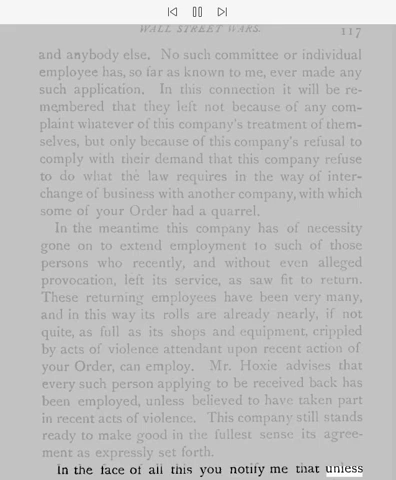 WALL STREET WARS. 117
and anybody else. No such committee or individual
employee has, so far as known to me, ever made any
such application. In this connection it will be re-
membered that they left not because of any com-
plaint whatever of this company's treatment of them-
selves, but only because of this company's refusal to
comply with their demand that this company refuse
to do what the law requires in the way of inter-
change of business with another company, with which
some of your Order had a quarrel.
In the meantime this company has of necessity
gone on to extend employment to such of those
persons who recently, and without even alleged
provocation, left its service, as saw fit to return.
These returning employees have been very many,
and in this way its rolls are already nearly, if not
quite, as full as its shops and equipment, crippled
by acts of violence attendant upon recent action of
your Order, can employ. Mr. Hoxie advises that
every such person applying to be received back has
been employed, unless believed to have taken part
in recent acts of violence. This company still stands
ready to make good in the fullest sense its agree-
ment as expressly set forth.
In the face of all this you notify me that unless